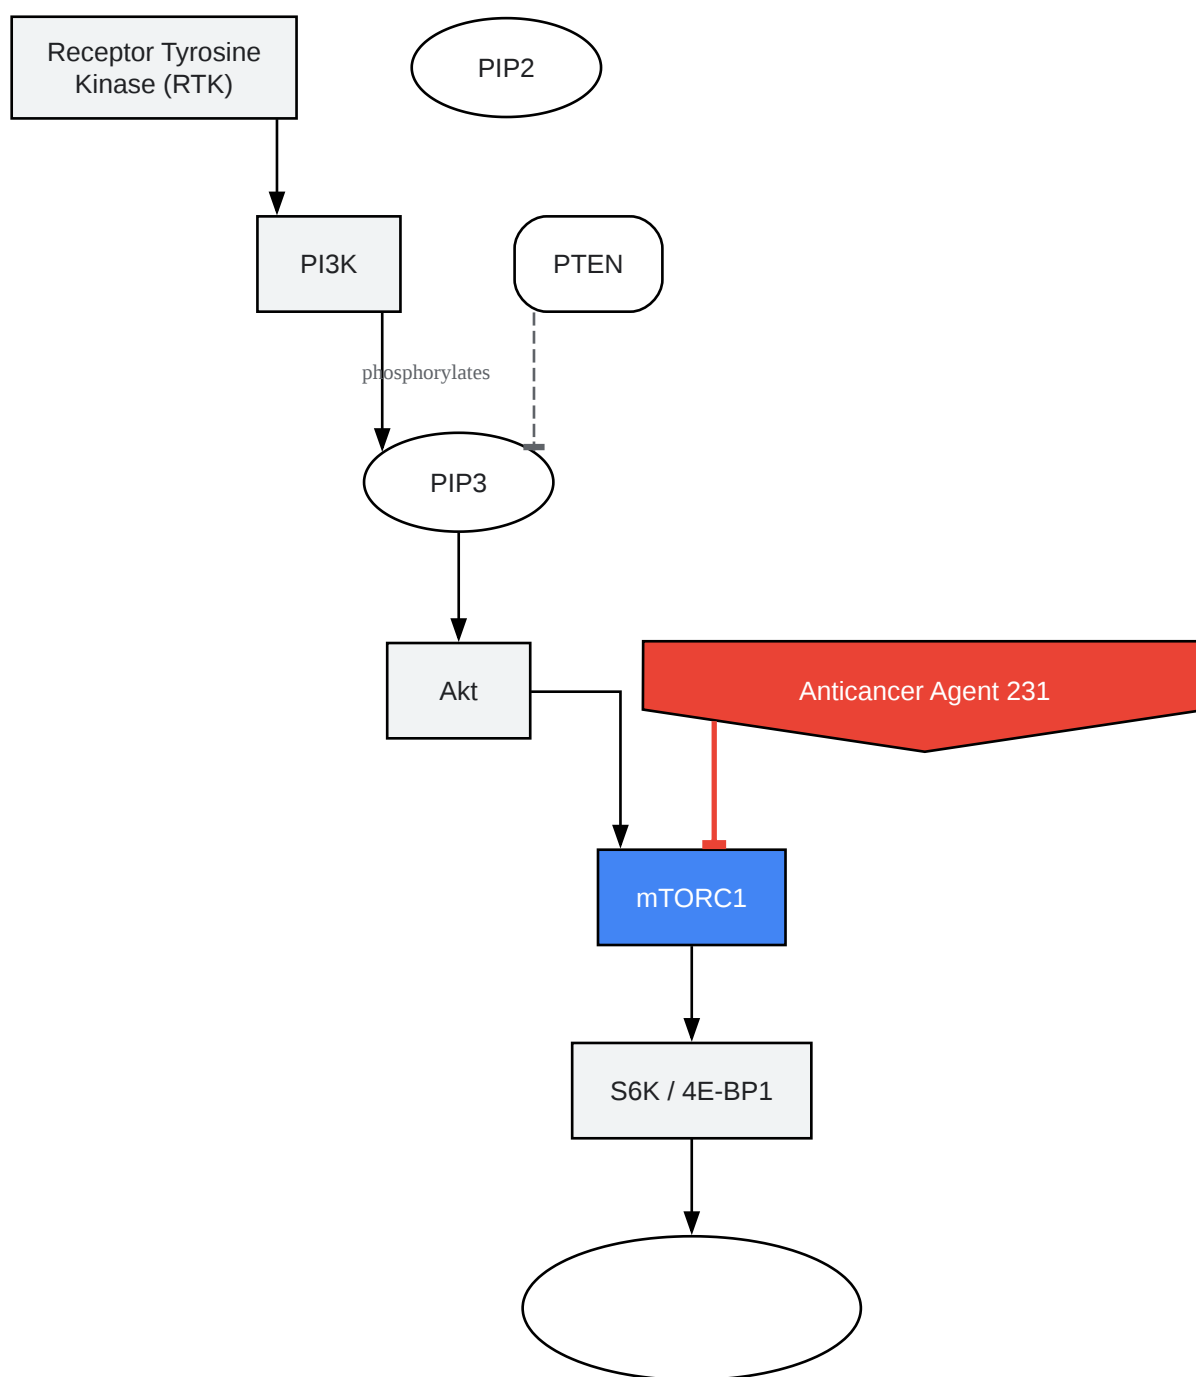 Receptor Tyrosine
Kinase (RTK)
PIP2
PI3K
PTEN
phosphorylates
PIP3
Akt
Anticancer Agent 231
mTORC1
S6K / 4E-BP1